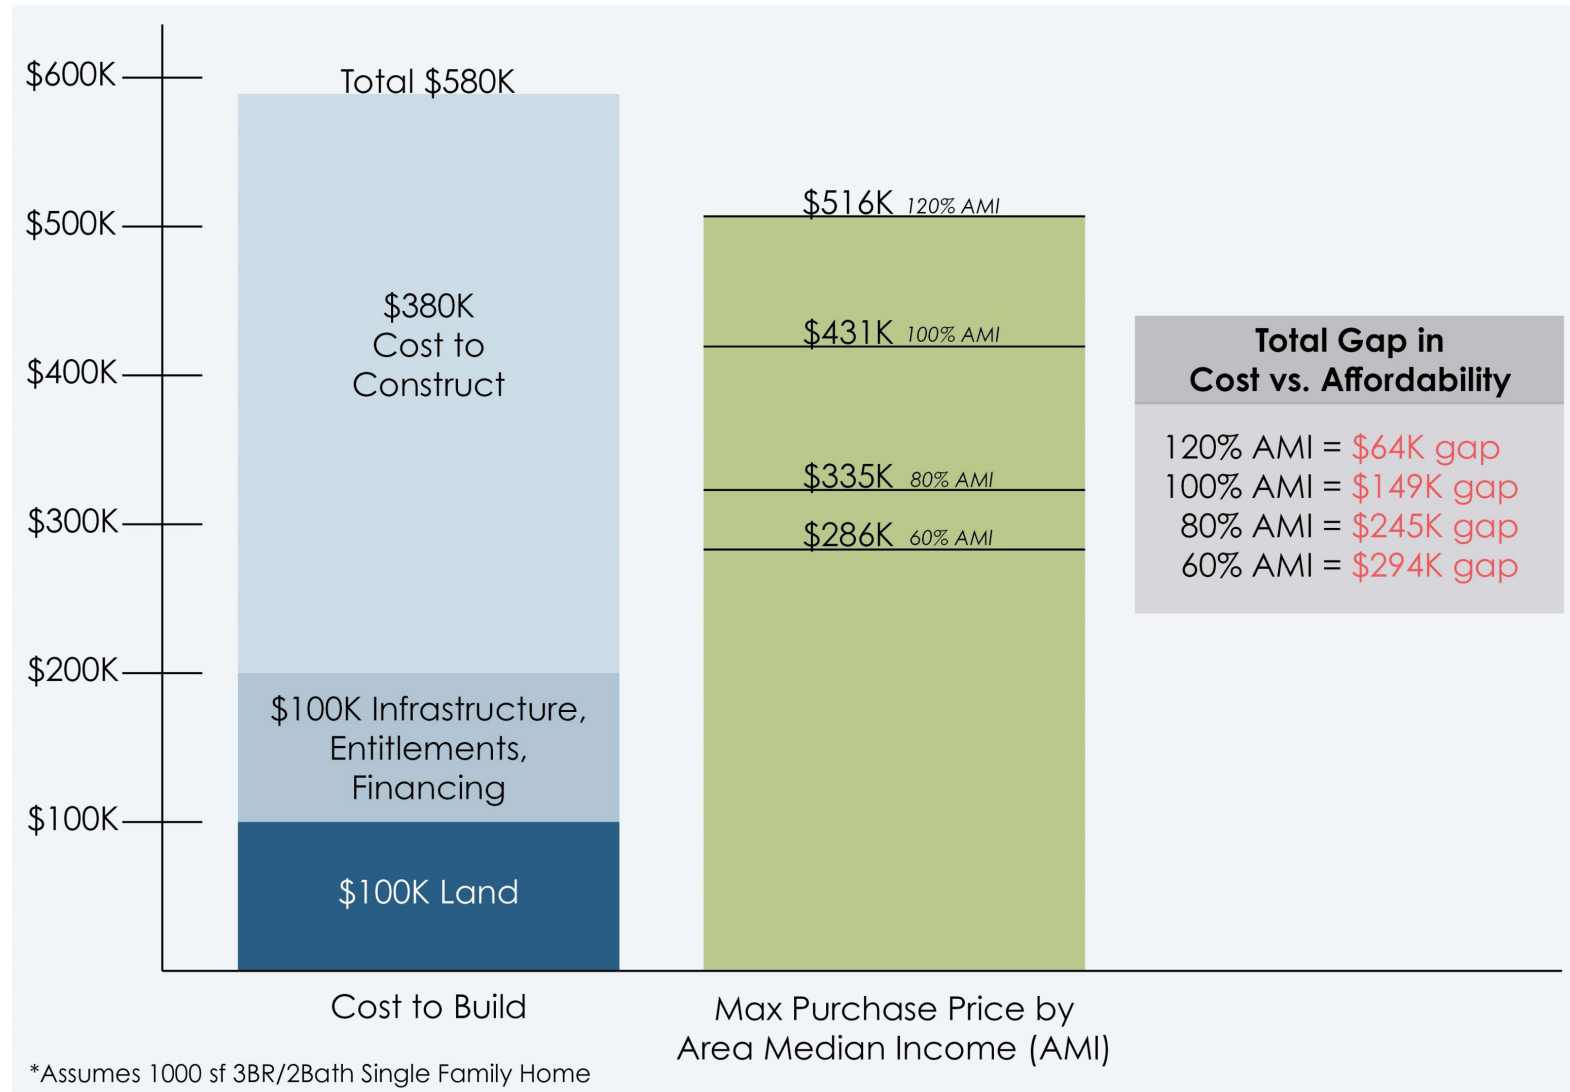 $600K
$500K
$400K
$300K
$200K
$100K
Total $580K
$380K
Cost to
Construct
$100K Infrastructure,
Entitlements,
Financing
$100K Land
Cost to Build
$516K 120% AMI
$431K 100% AMI
$335K 80% AMI
$286K 60% AMI
Max Purchase Price by
Area Median Income (AMI)
Total Gap in
Cost vs. Affordability
120% AMI = $64K gap
100% AMI = $149K gap
80% AMI = $245K gap
60% AMI = $294K gap
*Assumes 1000 sf 3BR/2Bath Single Family Home